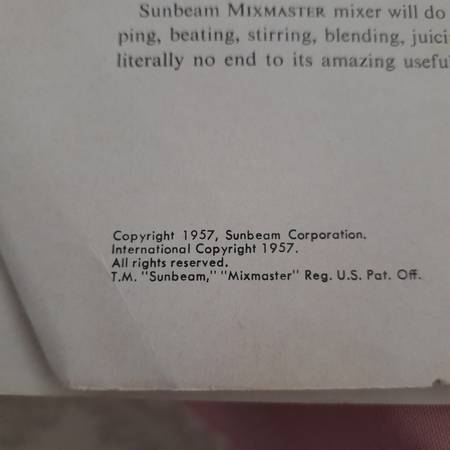 Sunbeam MIXMASTER mixer will do
ping, beating, stirring, blending, juici
literally no end to its amazing useful
Copyright 1957, Sunbeam Corporation.
International Copyright 1957.
All rights reserved.
T.M. "Sunbeam," "Mixmaster" Reg. U.S. Pat. Off.